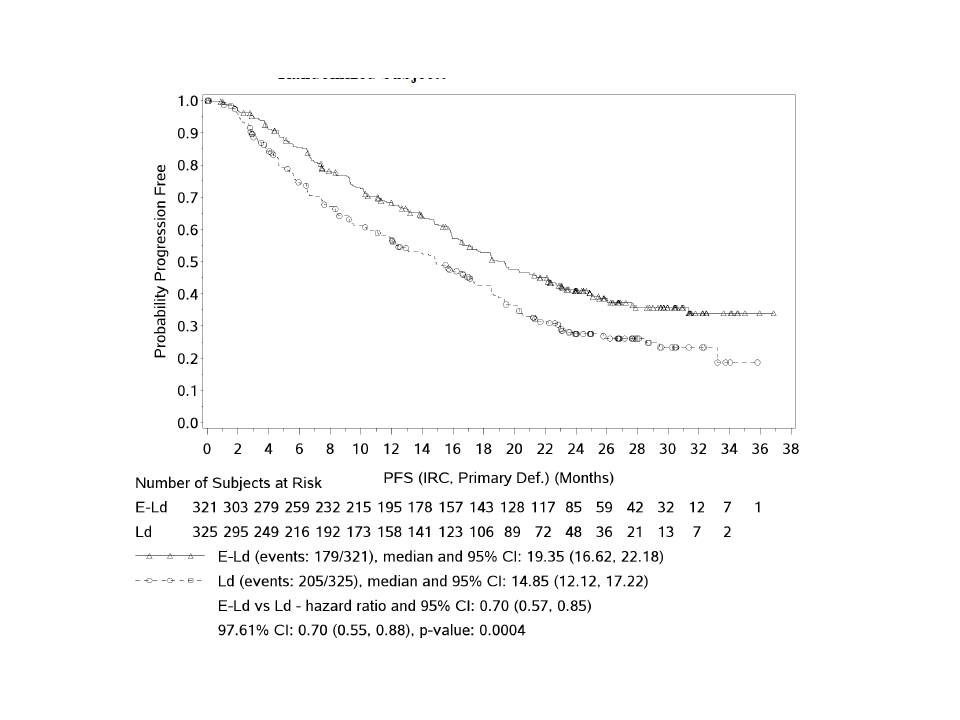 1.0
0.9
0.8
0.7
0.6
0.5
0.4
0.3
0.2
0.1
0.0
Probability Progression Free
0 2 4 6 8 10 12 14 16 18 20 22 24 26 28 30 32 34 36 38
PFS (IRC, Primary Def.) (Months)
Number of Subjects at Risk
E-Ld 321 303 279 259 232 215 195 178 157 143 128 117 85 59 42 32 12 7 1
Ld 325 295 249 216 192 173 158 141 123 106 89 72 48 36 21 13 7 2
E-Ld (events: 179/321), median and 95% CI: 19.35 (16.62, 22.18)
Ld (events: 205/325), median and 95% CI: 14.85 (12.12, 17.22)
E-Ld vs Ld - hazard ratio and 95% CI: 0.70 (0.57, 0.85)
97.61% CI: 0.70 (0.55, 0.88), p-value: 0.0004